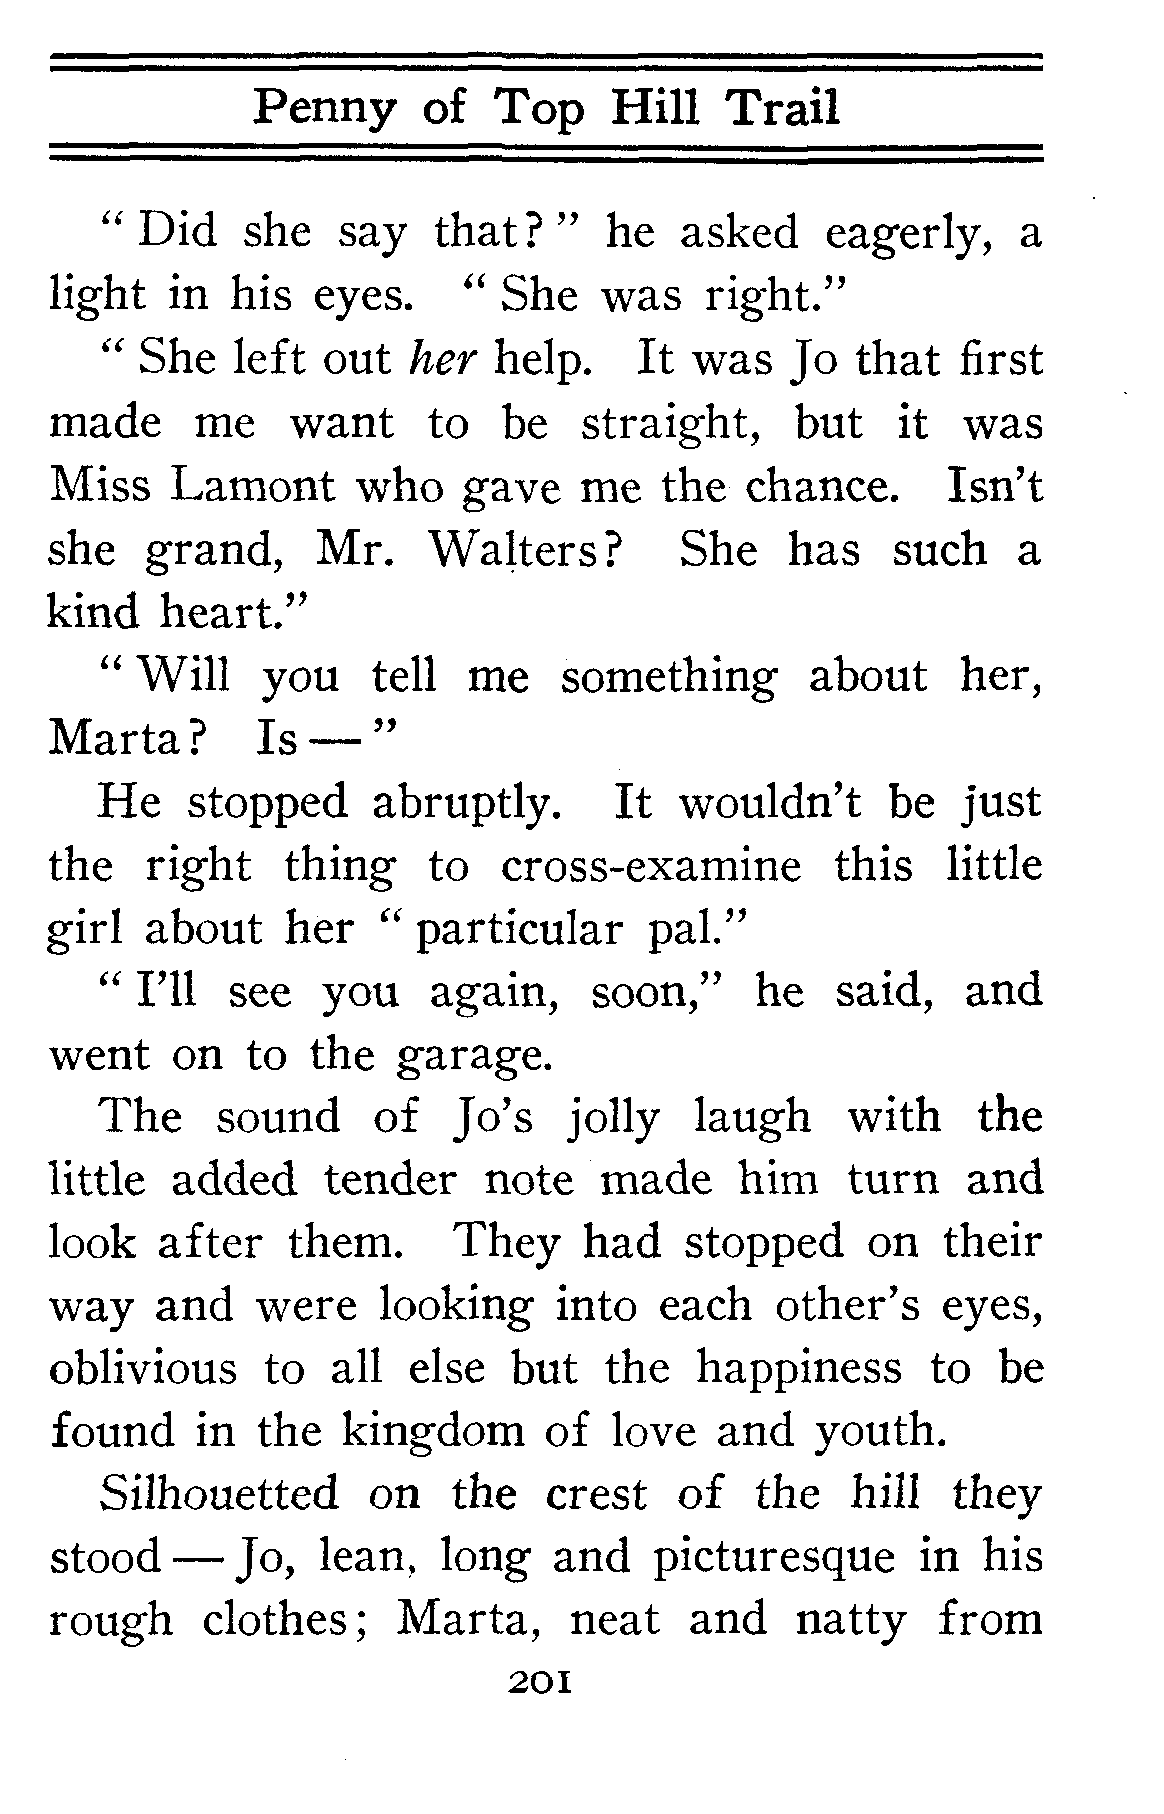 Penny of Top Hill Trail
“ Did she say that? ” he asked eagerly, a
light in his eyes. “ She was right.”
“ She left out her help. It was Jo that first
made me want to be straight, but it was
Miss Lamont who gave me the chance. Isn’t
she grand, Mr. Walters? She has such a
kind heart.”
“ Will you tell me something about her,
Marta? Is — ”
He stopped abruptly. It wouldn’t be just
the right thing to cross-examine this little
girl about her “ particular pal.”
“ I’ll see you again, soon,” he said, and
went on to the garage.
The sound of Jo’s jolly laugh with the
little added tender note made him turn and
look after them. They had stopped on their
way and were looking into each other’s eyes,
oblivious to all else but the happiness to be
found in the kingdom of love and youth.
Silhouetted on the crest of the hill they
stood — Jo, lean, long and picturesque in his
rough clothes; Marta, neat and natty from
201